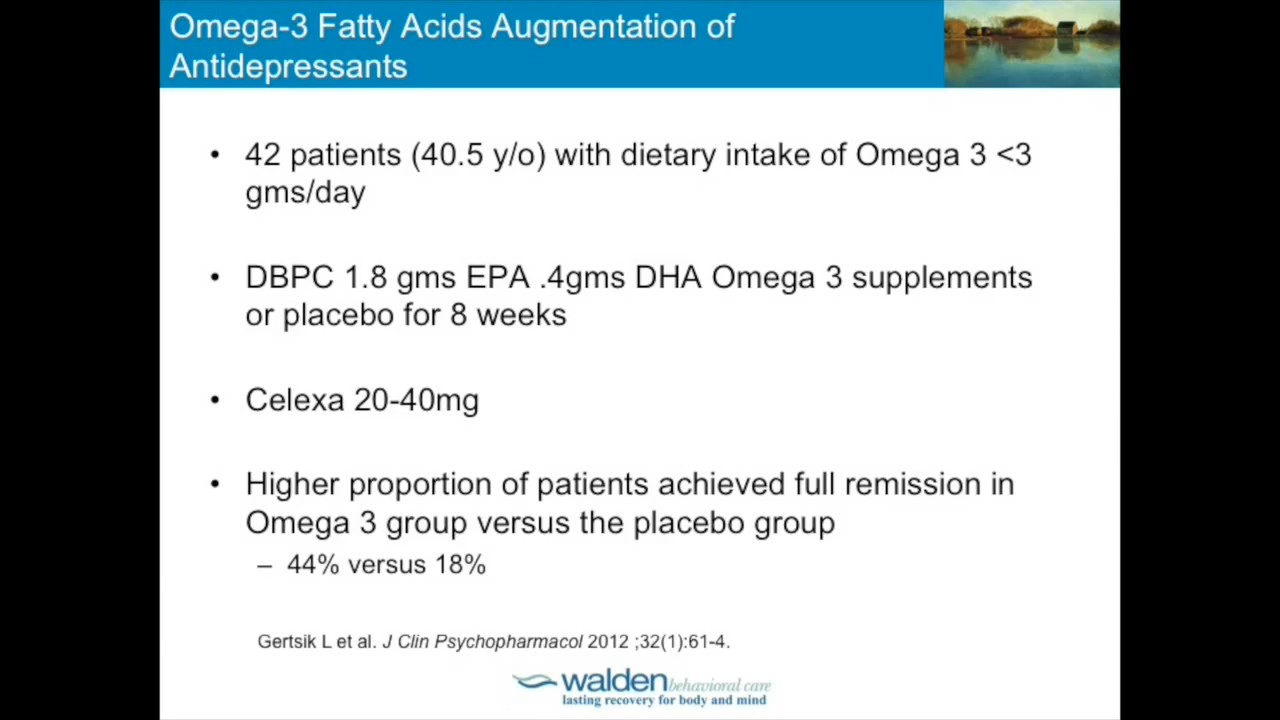 Omega-3 Fatty Acids Augmentation of
Antidepressants
• 42 patients (40.5 y/o) with dietary intake of Omega 3 <3
gms/day
• DBPC 1.8 gms EPA .4gms DHA Omega 3 supplements
or placebo for 8 weeks
• Celexa 20-40mg
• Higher proportion of patients achieved full remission in
Omega 3 group versus the placebo group
– 44% versus 18%
Gertsik L et al. J Clin Psychopharmacol 2012 ;32(1):61-4.
walden behavioral care
lasting recovery for body and mind